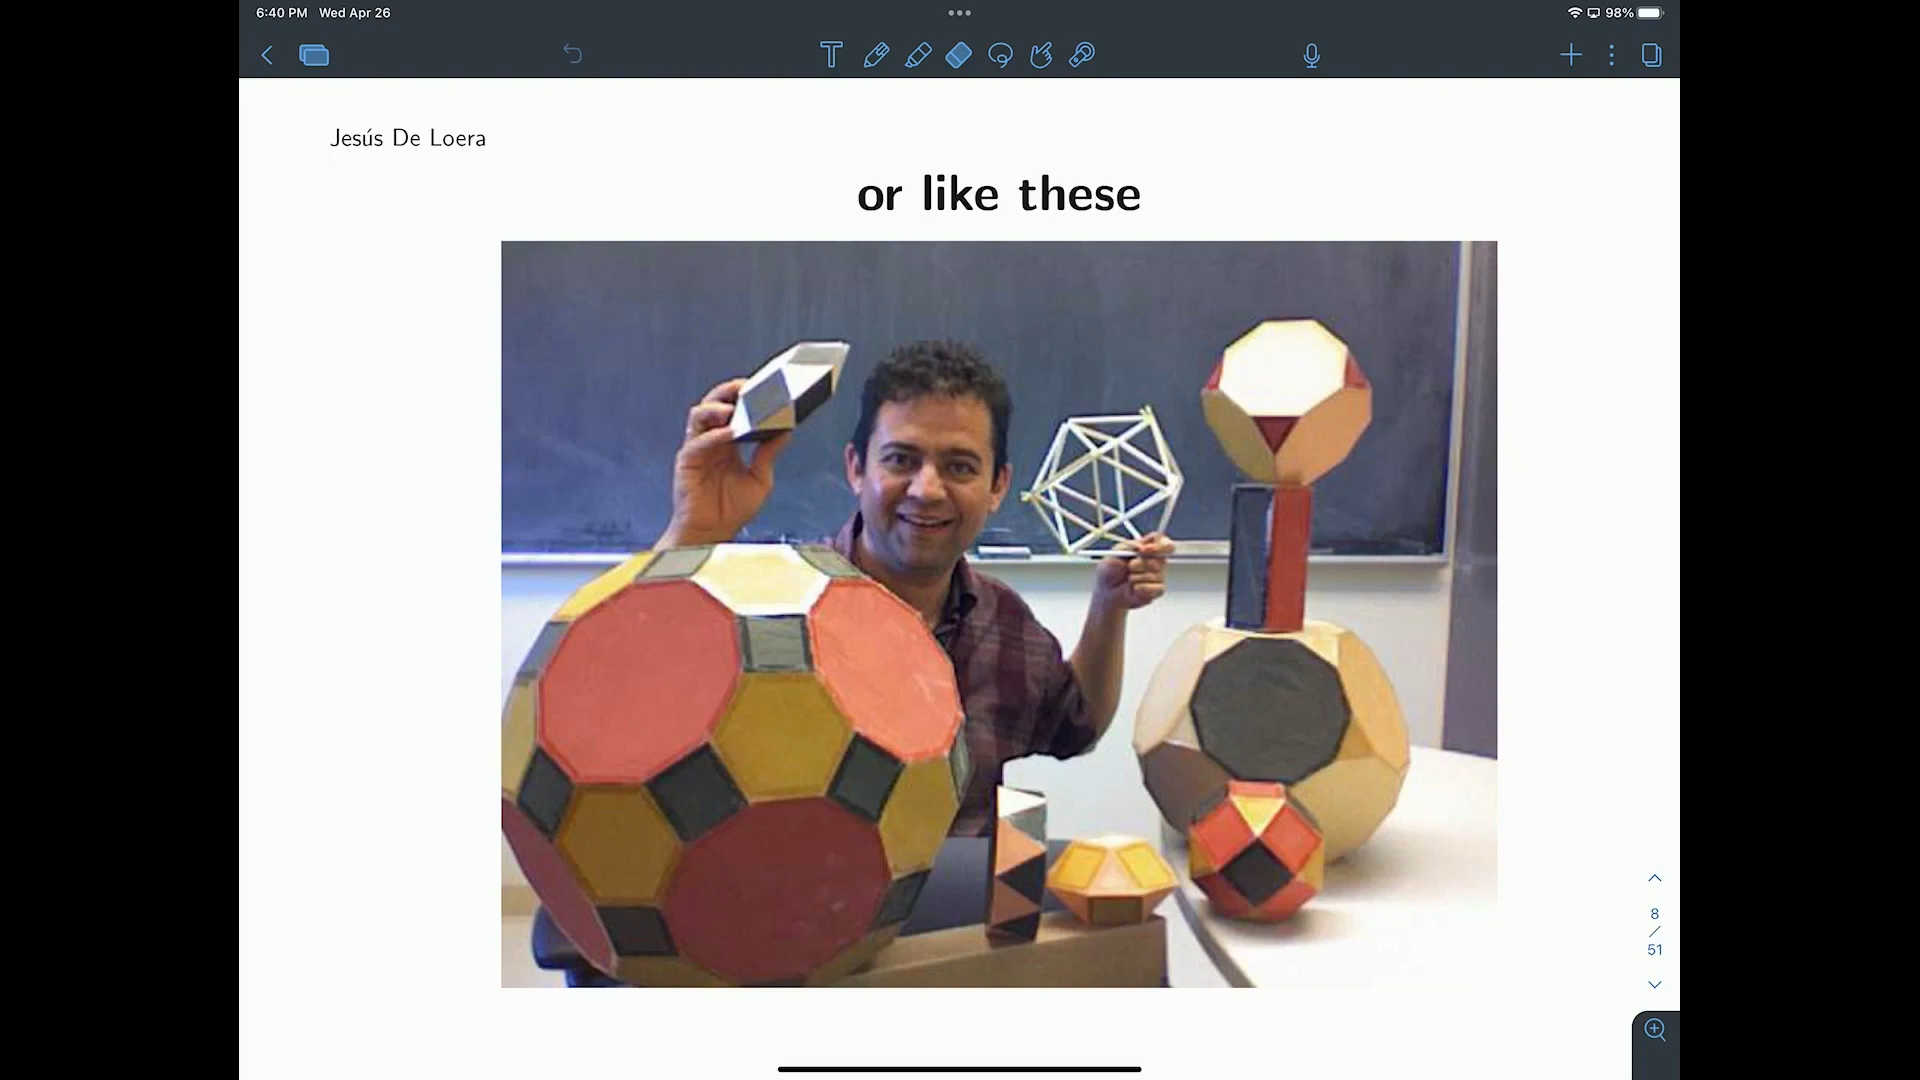 6:40 PM Wed Apr 26
98%
T
Jesús De Loera
or like these
8
/
51